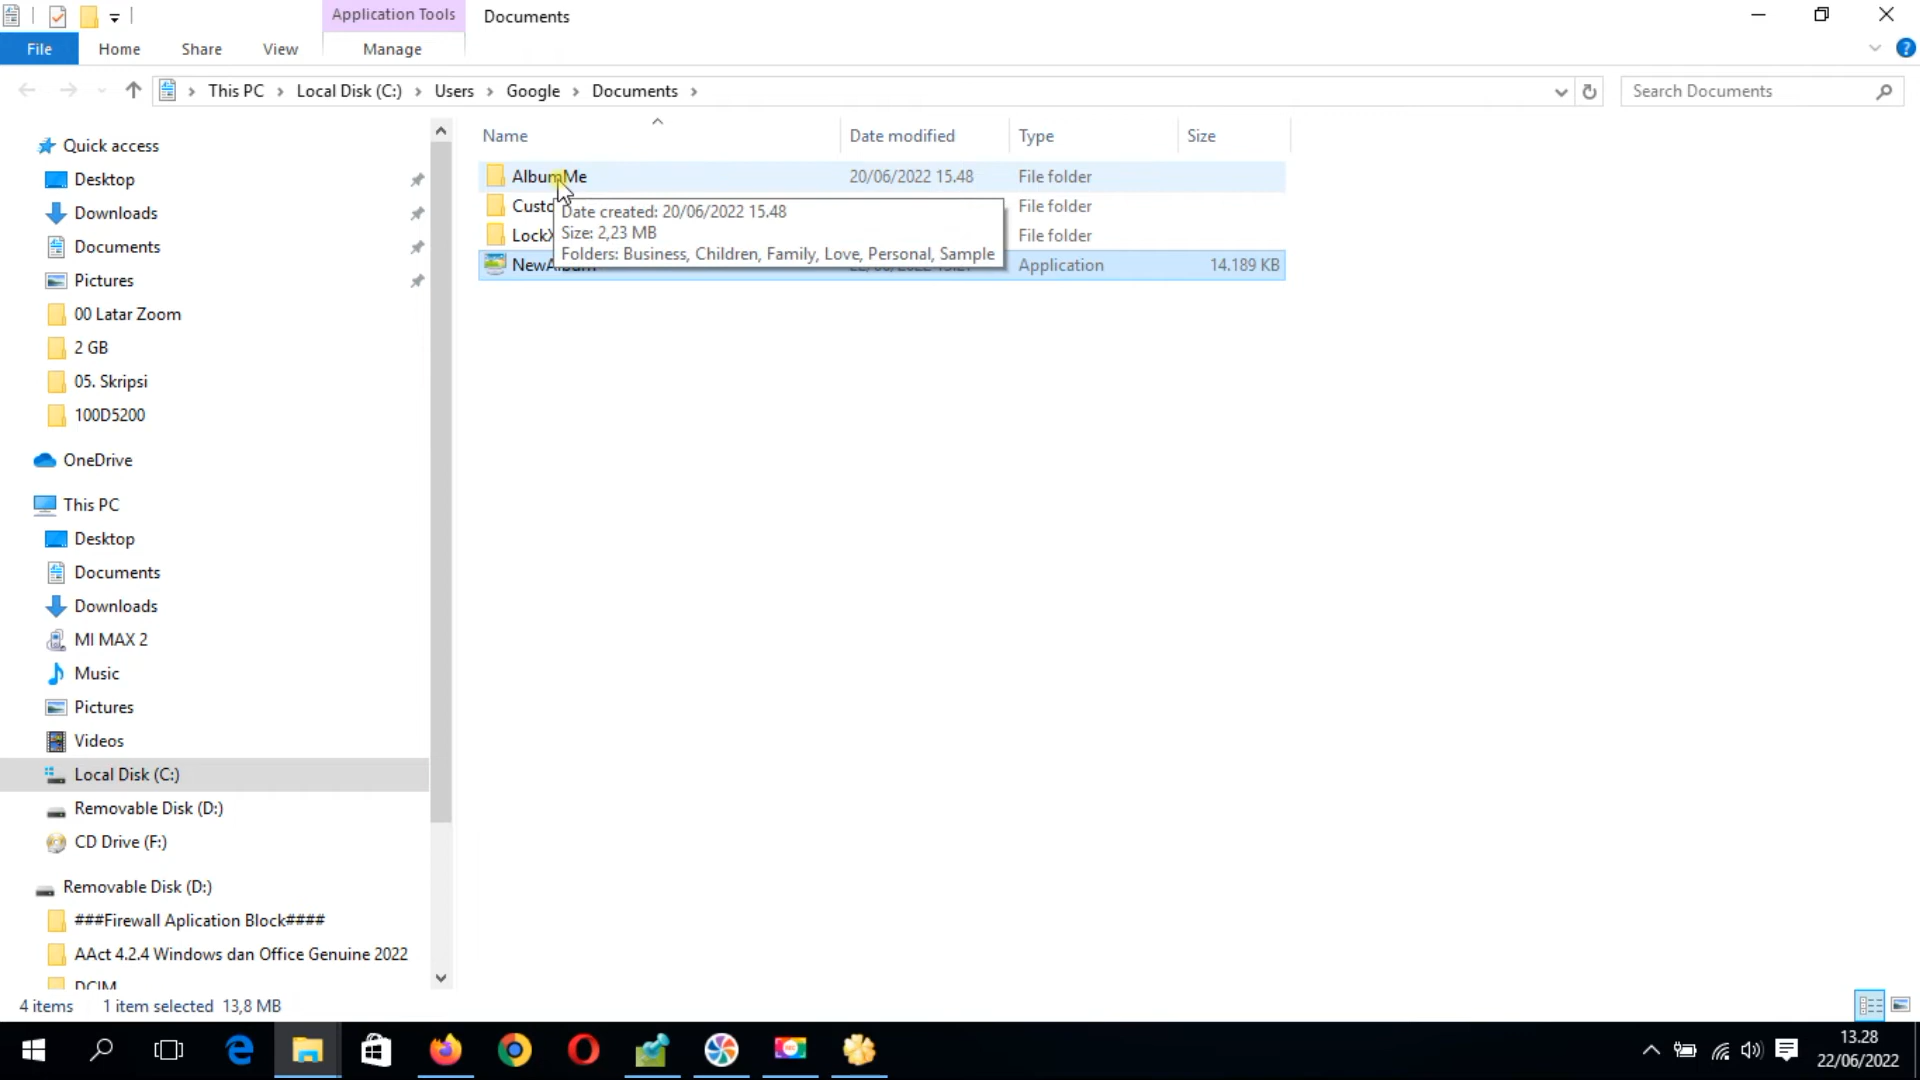 Application Tools
Documents
File
Home
Share
View
Manage
This PC
Local Disk (C:)
Users
Google
Documents
Search Documents
Quick access
Desktop
Downloads
Documents
Pictures
00 Latar Zoom
2 GB
05. Skripsi
100D5200
OneDrive
This PC
Desktop
Documents
Downloads
MI MAX 2
Music
Pictures
Videos
Local Disk (C:)
Removable Disk (D:)
CD Drive (F:)
Removable Disk (D:)
###Firewall Aplication Block####
AAct 4.2.4 Windows dan Office Genuine 2022
DCIM
Name
Date modified
Type
Size
AlbumMe
20/06/2022 15.48
File folder
Custo
File folder
LockX
File folder
NewAlbum
Application
14.189 KB
Date created: 20/06/2022 15.48
Size: 2,23 MB
Folders: Business, Children, Family, Love, Personal, Sample
4 items
1 item selected 13,8 MB
13.28
22/06/2022